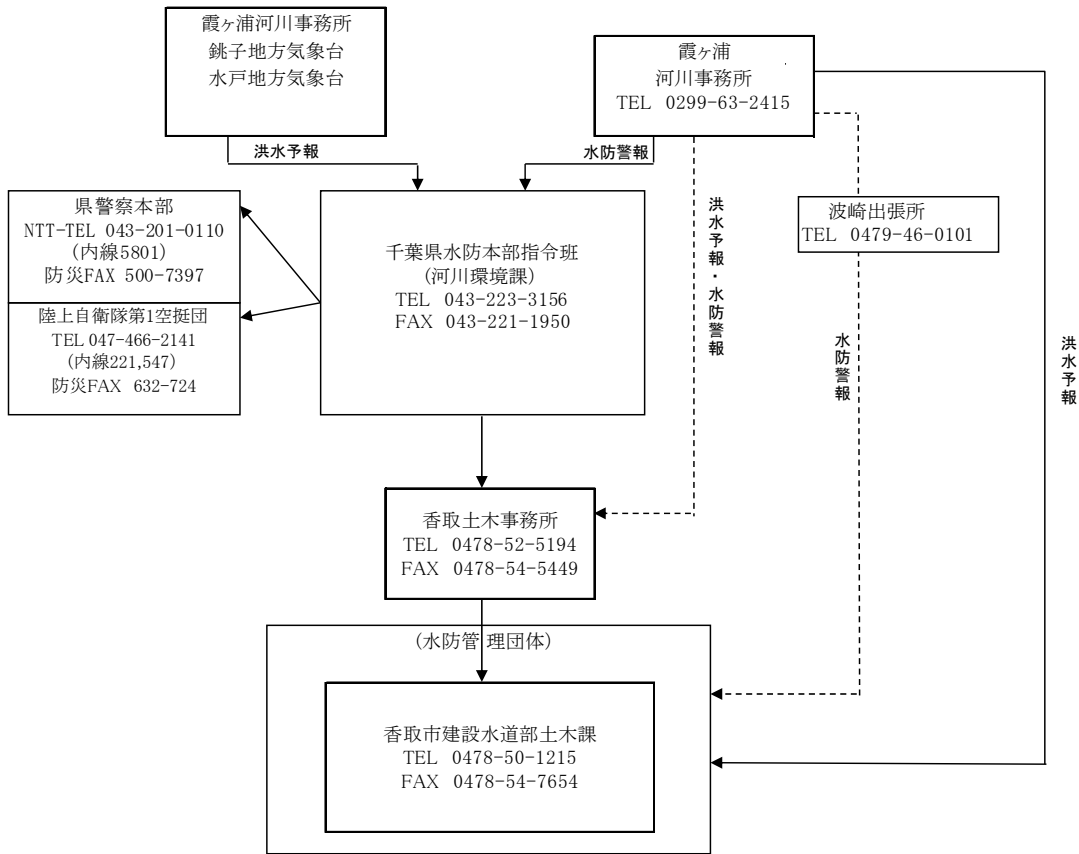 霞ヶ浦河川事務所
銚子地方気象台
水戸地方気象台
霞ヶ浦
河川事務所
TEL 0299-63-2415
洪水予報
水防警報
県警察本部
NTT-TEL 043-201-0110
(内線5801)
防災FAX 500-7397
陸上自衛隊第1空挺団
TEL 047-466-2141
(内線221,547)
防災FAX 632-724
千葉県水防本部指令班
(河川環境課)
TEL 043-223-3156
FAX 043-221-1950
洪水予報・水防警報
波崎出張所
TEL 0479-46-0101
水防警報
洪水予報
香取土木事務所
TEL 0478-52-5194
FAX 0478-54-5449
(水防管理団体)
香取市建設水道部土木課
TEL 0478-50-1215
FAX 0478-54-7654